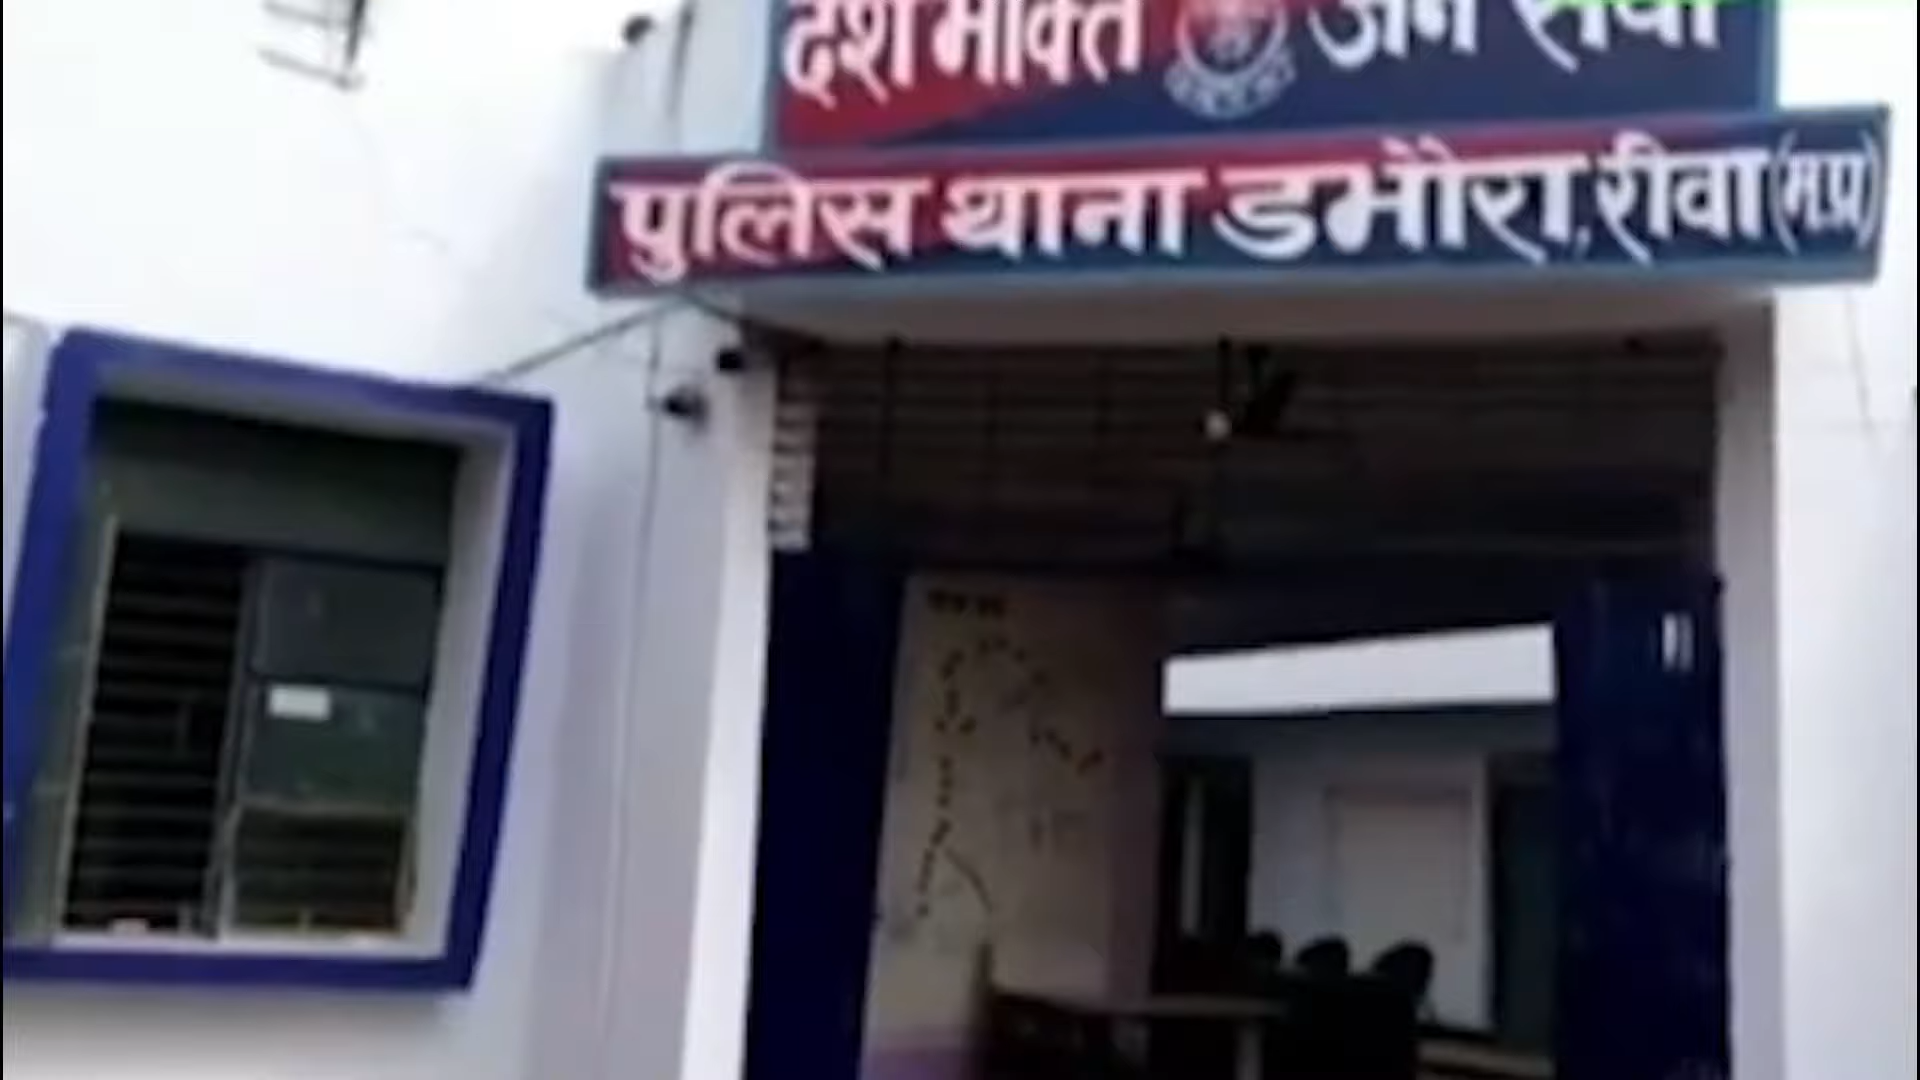 देशभक्ति जन सेवा
पुलिस थाना डभौरा, रीवा (म.प्र)